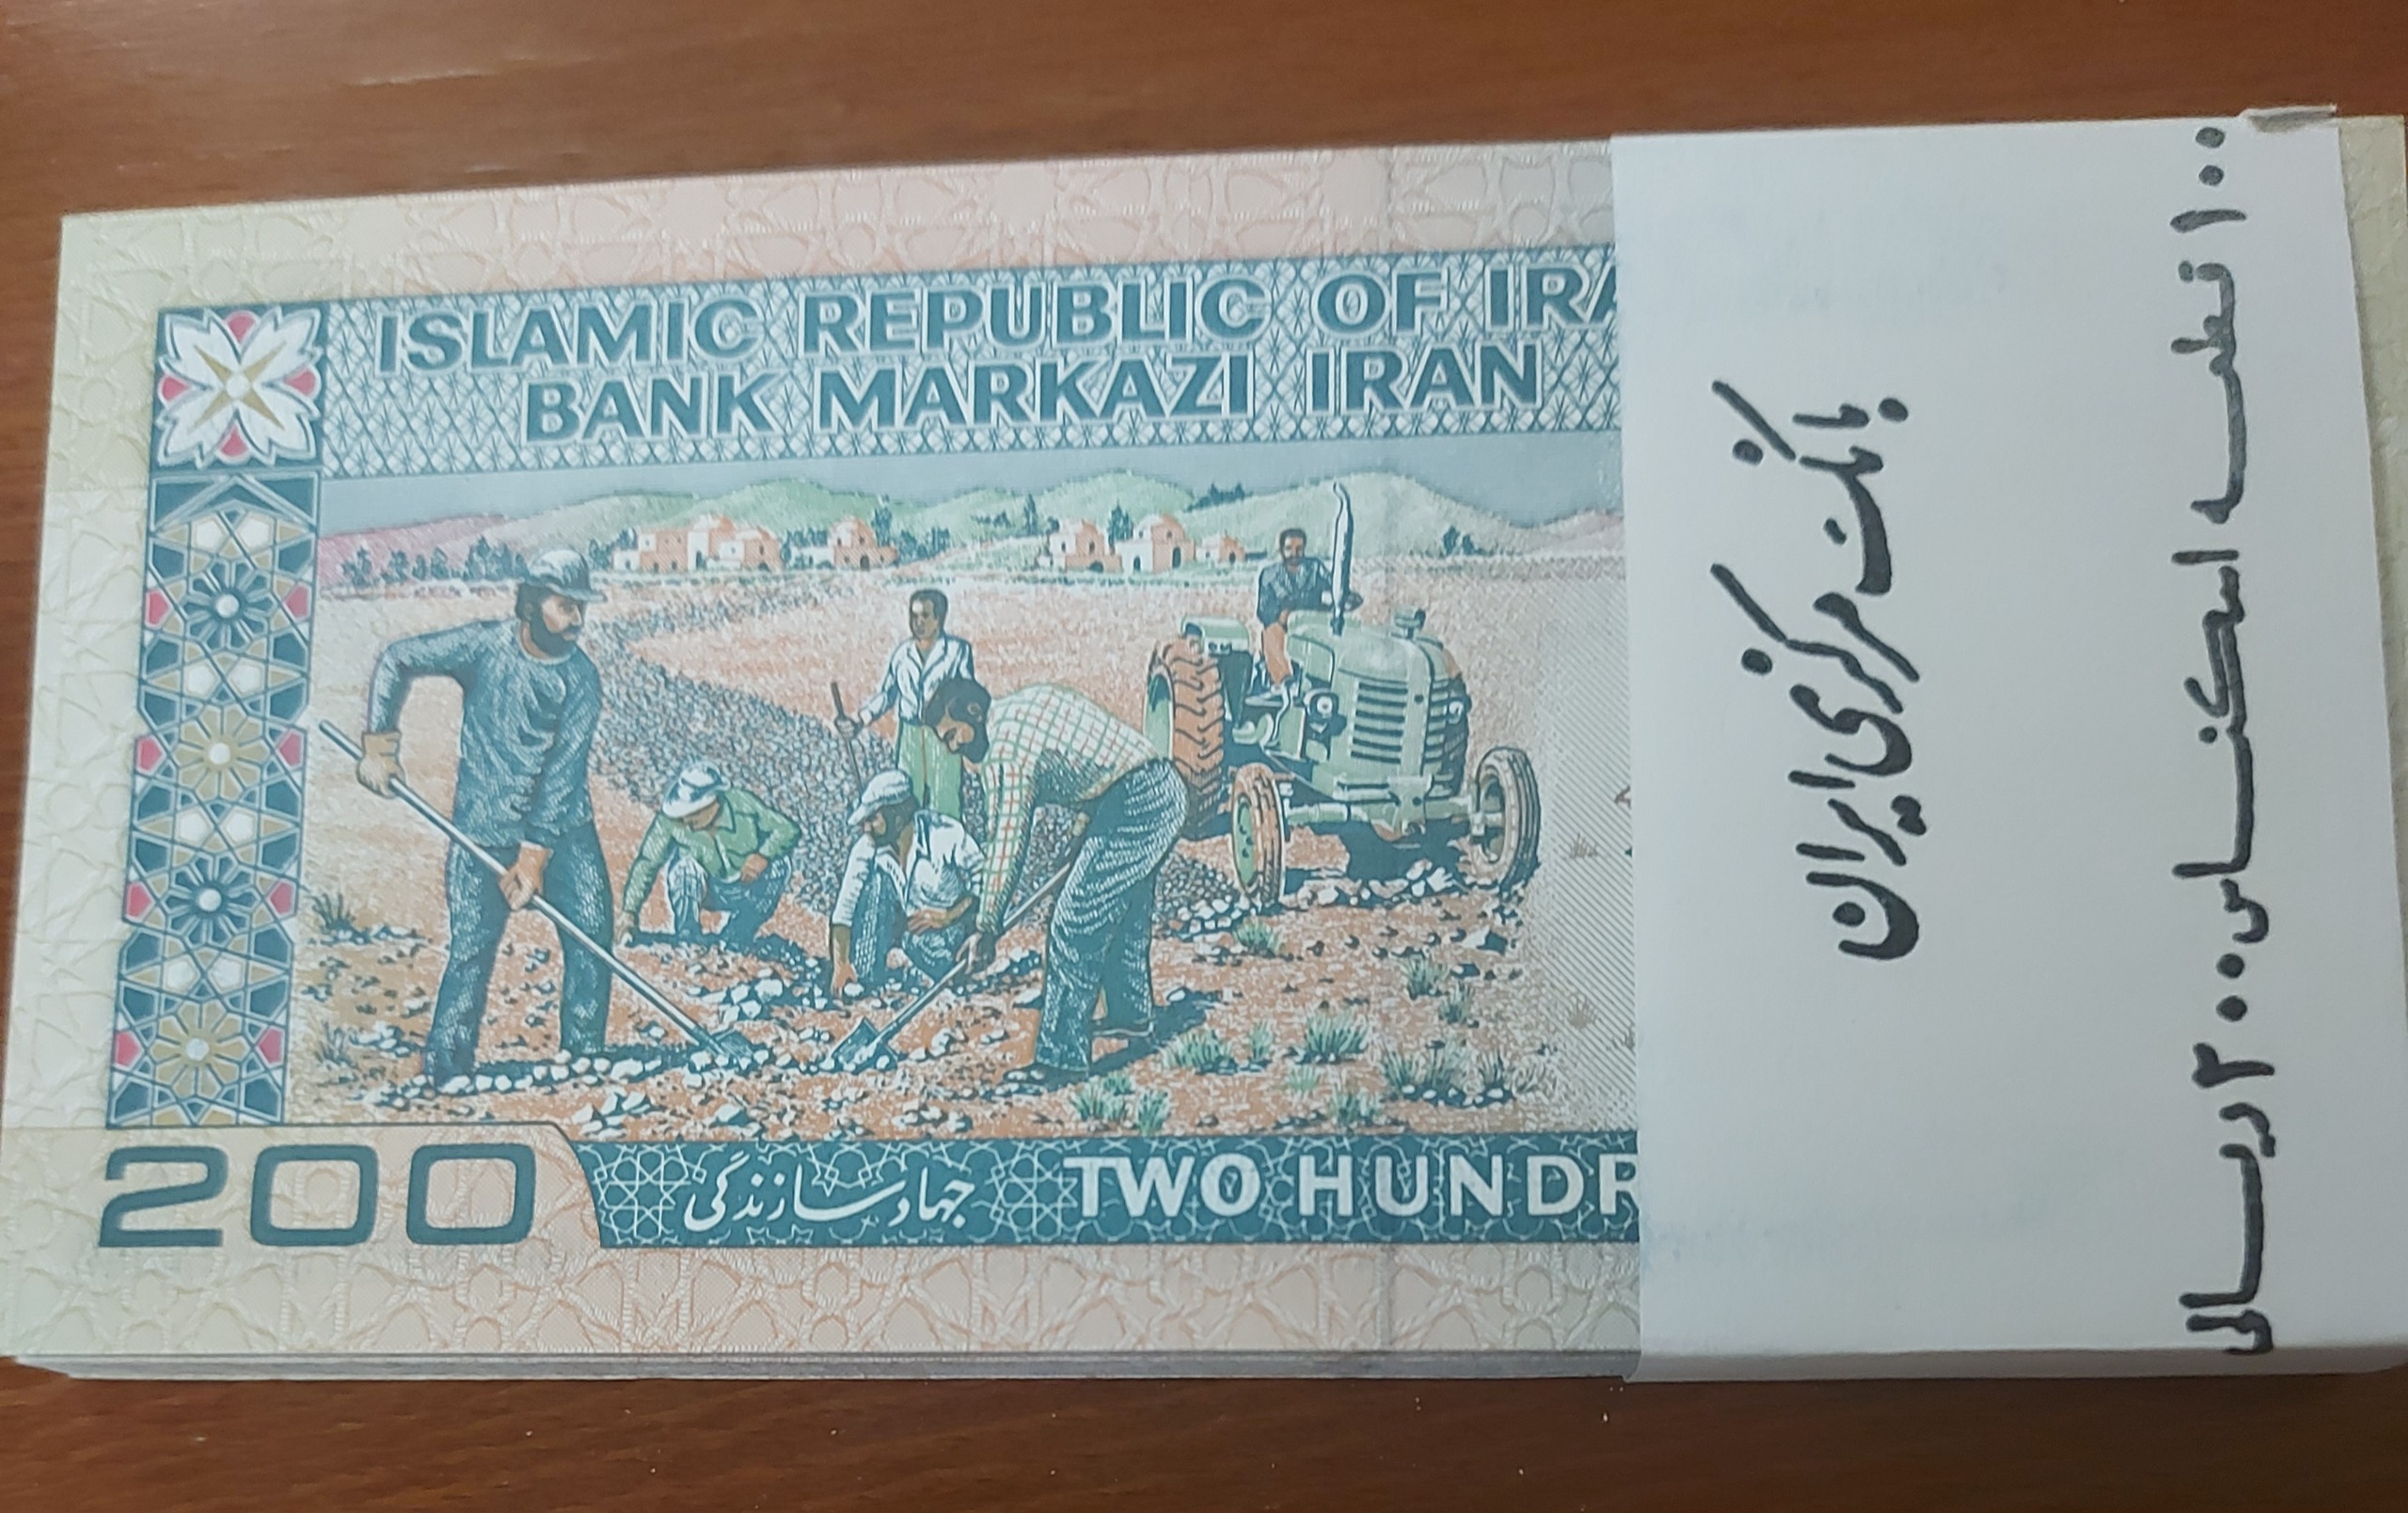 ISLAMIC REPUBLIC OF IRA
BANK MARKAZI IRAN
200
جهاد سازندگی
TWO HUNDR
بانک مرکزی ایران
۱۰۰ قطعه اسکناس ۲۰۰ ریالی